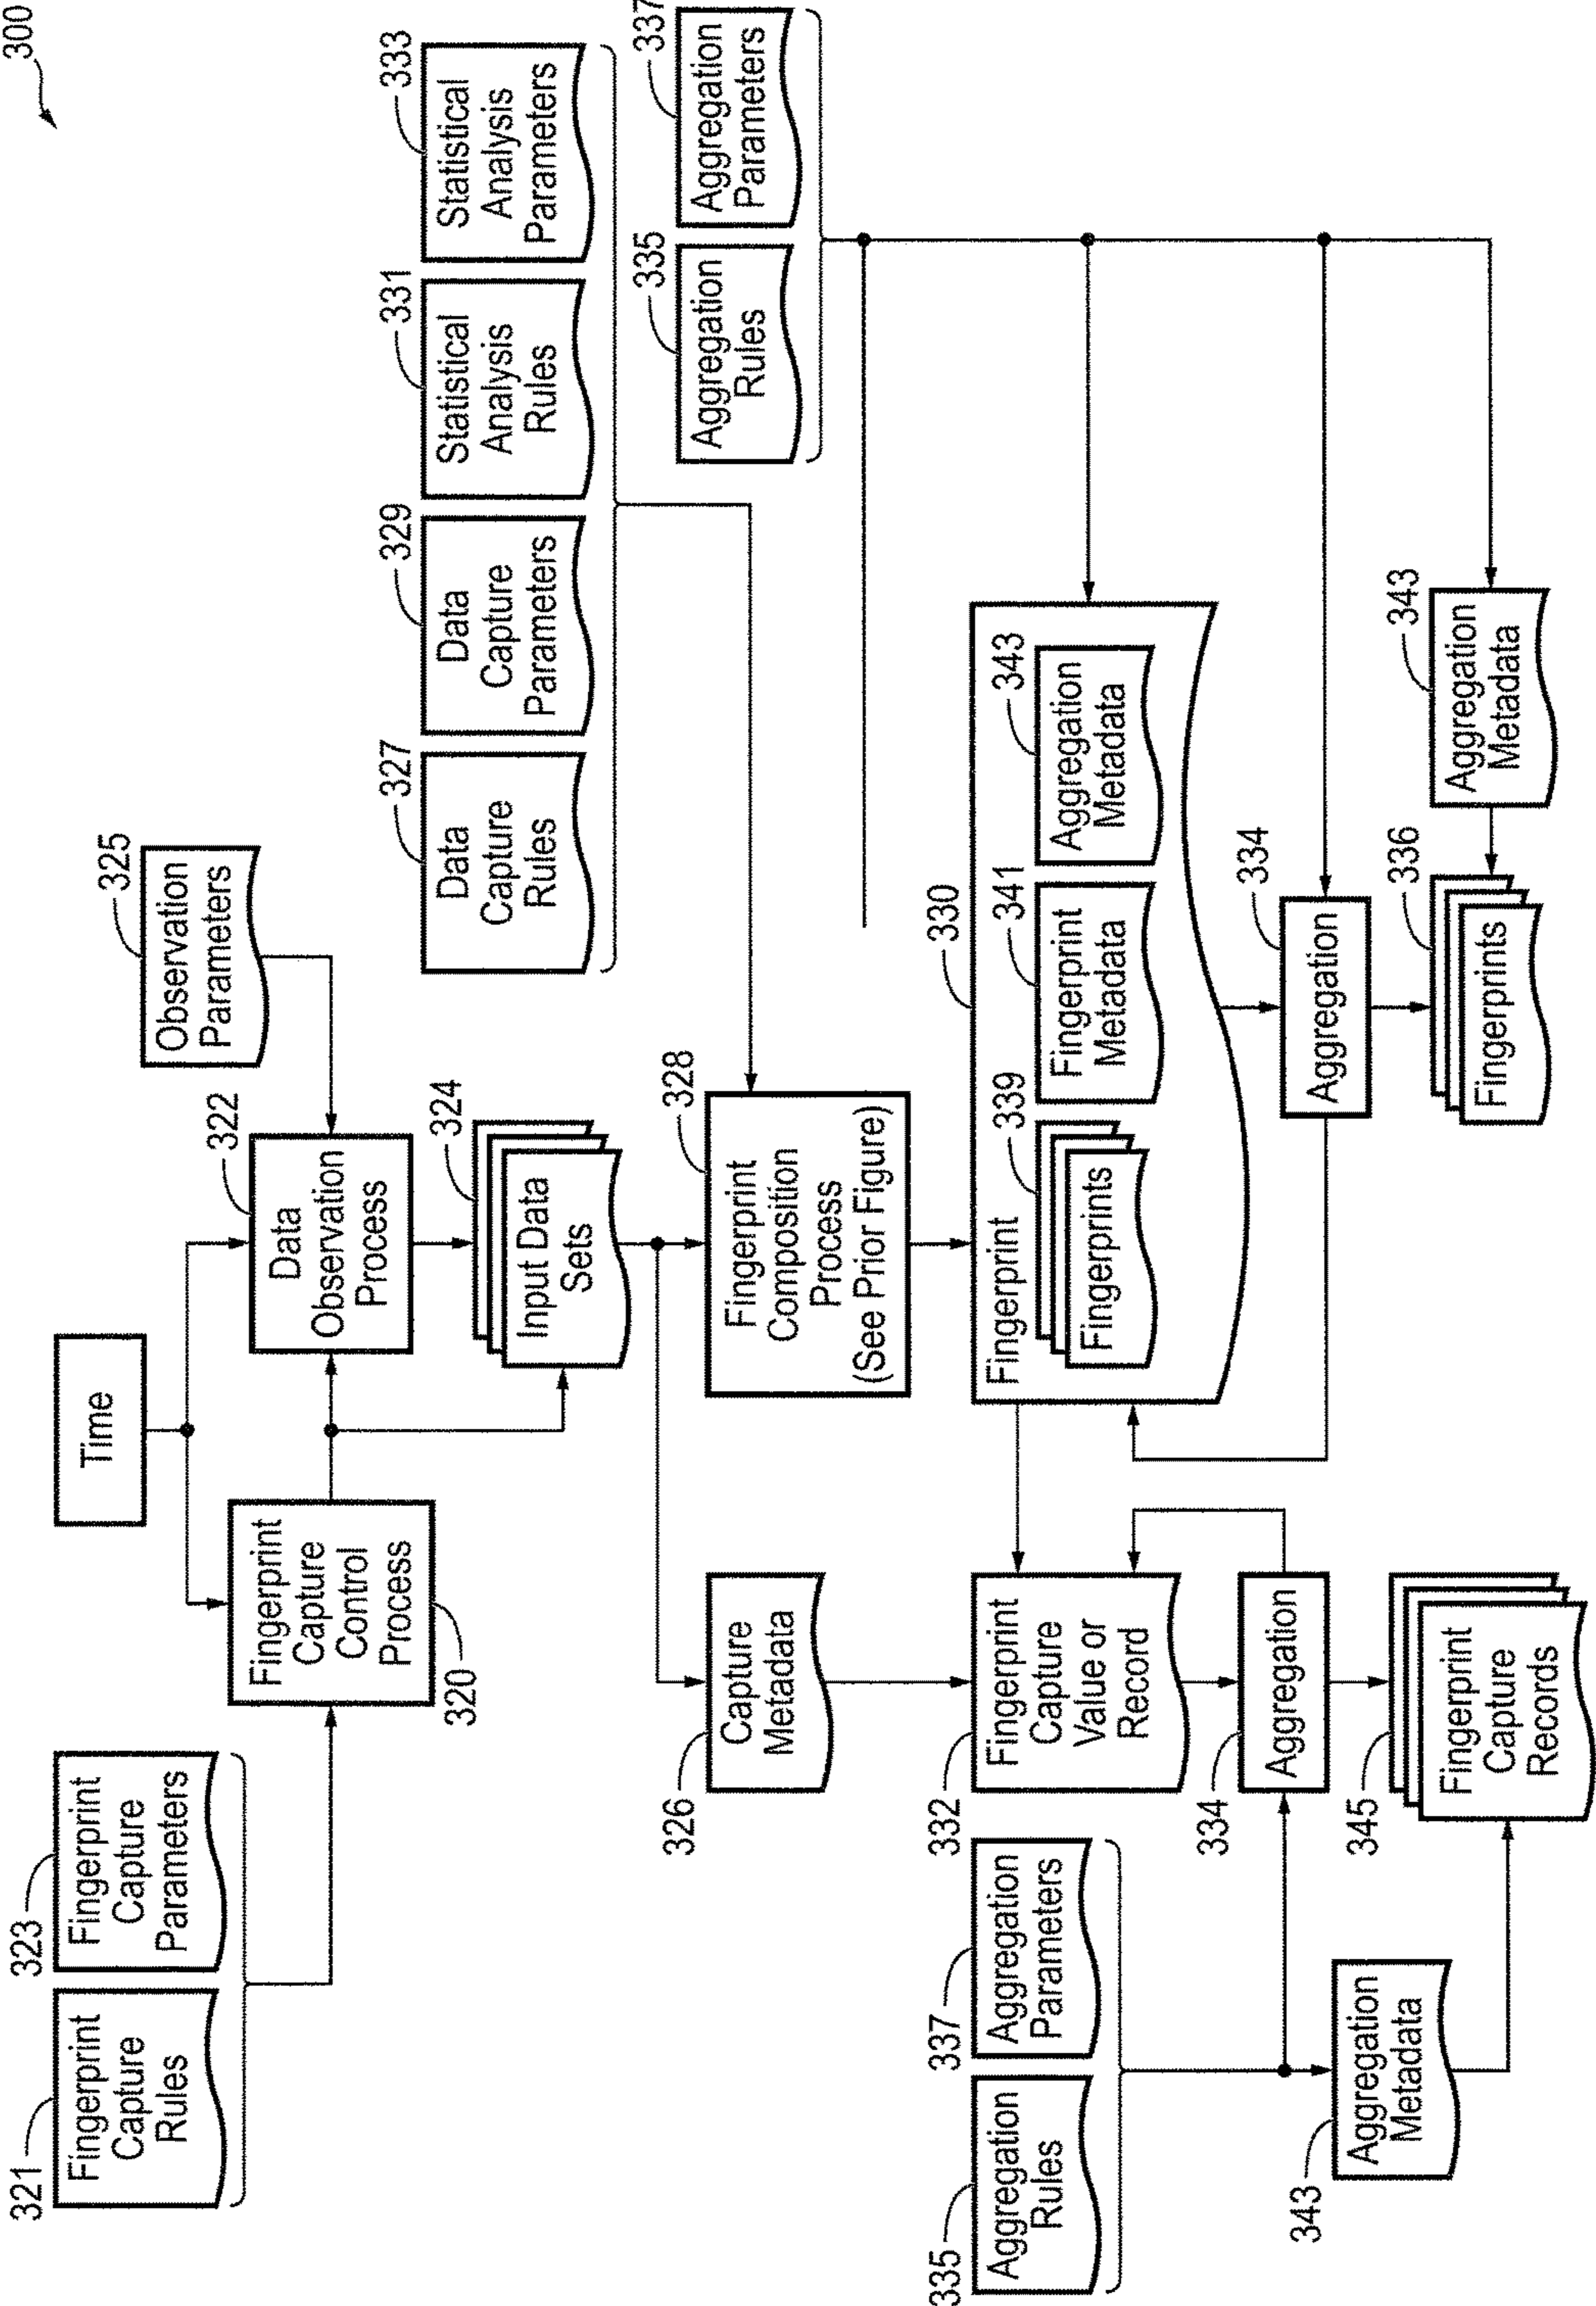 300
321
Fingerprint
Capture
Rules
323
Fingerprint
Capture
Parameters
Time
Fingerprint
Capture
Control
Process
320
322
Data
Observation
Process
325
Observation
Parameters
324
Input Data
Sets
327
Data
Capture
Rules
329
Data
Capture
Parameters
331
Statistical
Analysis
Rules
333
Statistical
Analysis
Parameters
335
Aggregation
Rules
337
Aggregation
Parameters
326
Capture
Metadata
328
Fingerprint
Composition
Process
(See Prior Figure)
335
Aggregation
Rules
337
Aggregation
Parameters
332
Fingerprint
Capture
Value or
Record
330
Fingerprint
339
Fingerprints
341
Fingerprint
Metadata
343
Aggregation
Metadata
334
Aggregation
334
Aggregation
343
Aggregation
Metadata
345
Fingerprint
Capture
Records
336
Fingerprints
343
Aggregation
Metadata